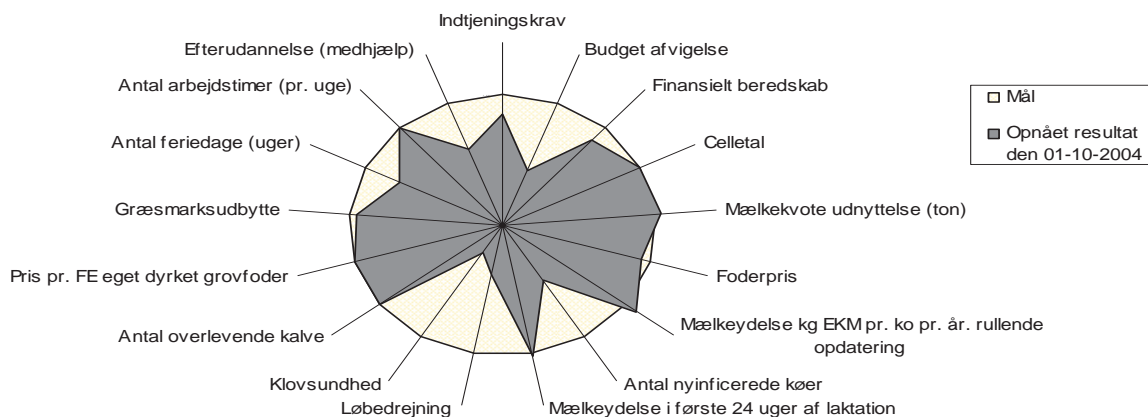 Indtjeningskrav
Budget afvigelse
Finansielt beredskab
Celletal
Mælkekvote udnyttelse (ton)
Foderpris
Mælkeydelse kg EKM pr. ko pr. år. rullende
opdatering
Antal nyinficerede køer
Mælkeydelse i første 24 uger af laktation
Løbedrejning
Klovsundhed
Antal overlevende kalve
Pris pr. FE eget dyrket grovfoder
Græsmarksudbytte
Antal feriedage (uger)
Antal arbejdstimer (pr. uge)
Efterudannelse (medhjælp)
Mål
Opnået resultat
den 01-10-2004